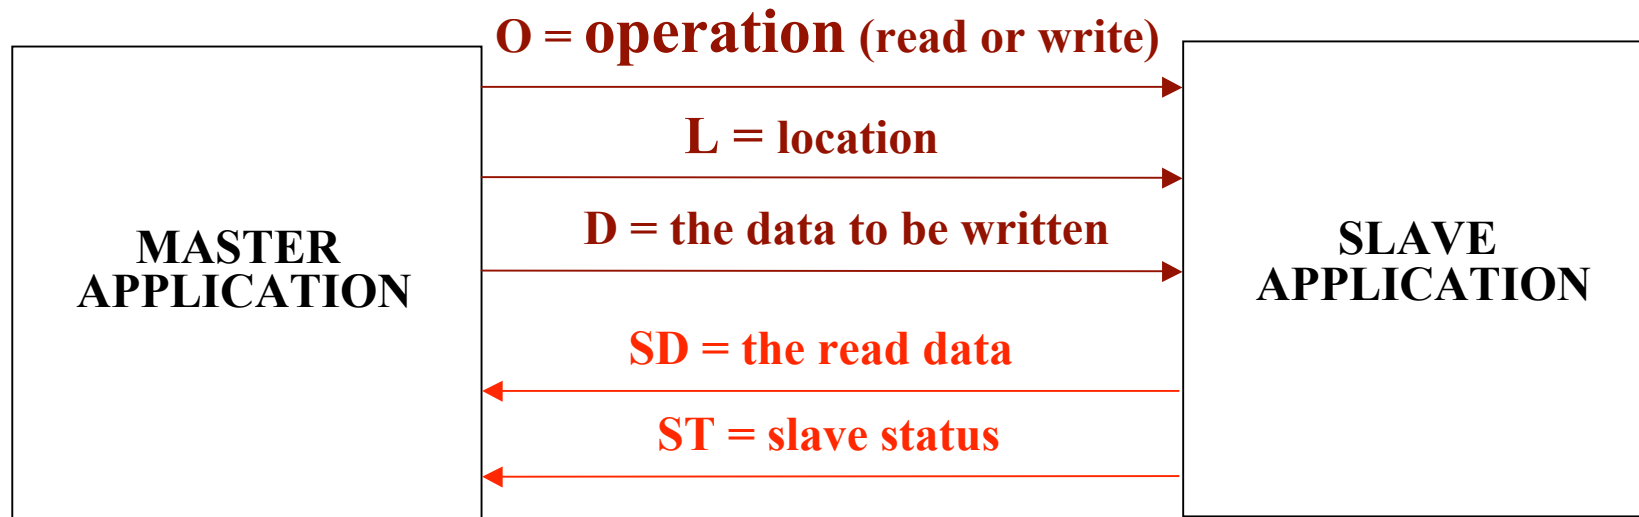 O = operation (read or write)
L = location
D = the data to be written
MASTER
APPLICATION
SLAVE
APPLICATION
SD = the read data
ST = slave status